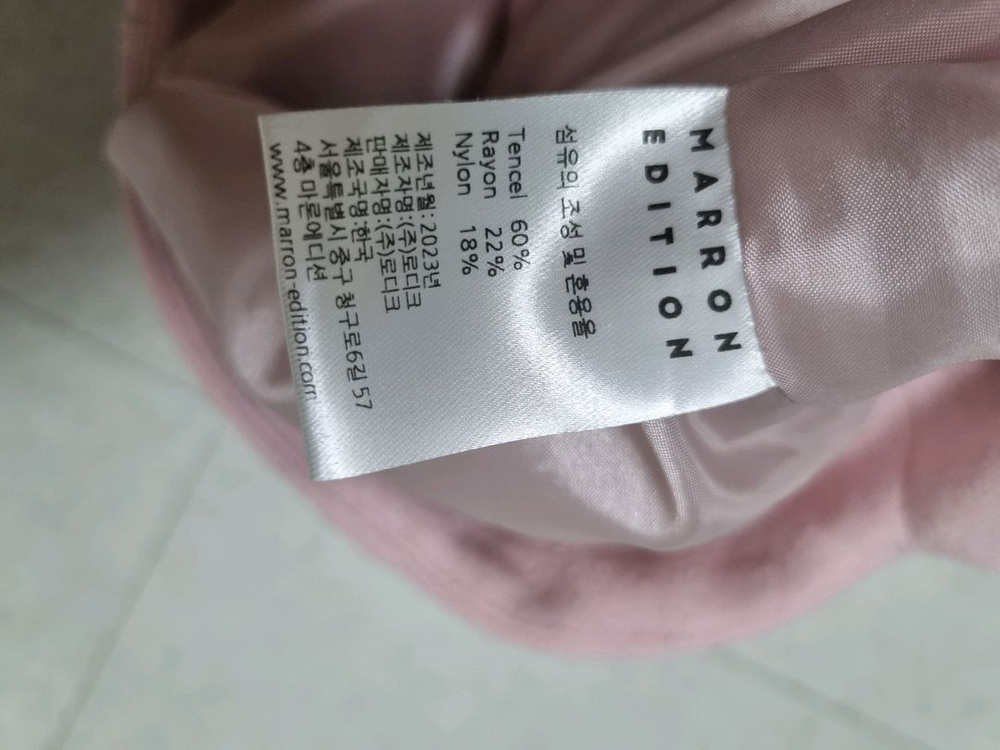 MARRON
EDITION
섬유의 조성 및 혼용율
Tencel 60%
Rayon 22%
Nylon 18%
제조년월:2023년
제조자명:(주)로디크
판매자명:(주)로디크
제조국명:한국
서울특별시 중구 청구로6길 57
4층 마론에디션
www.marron-edition.com